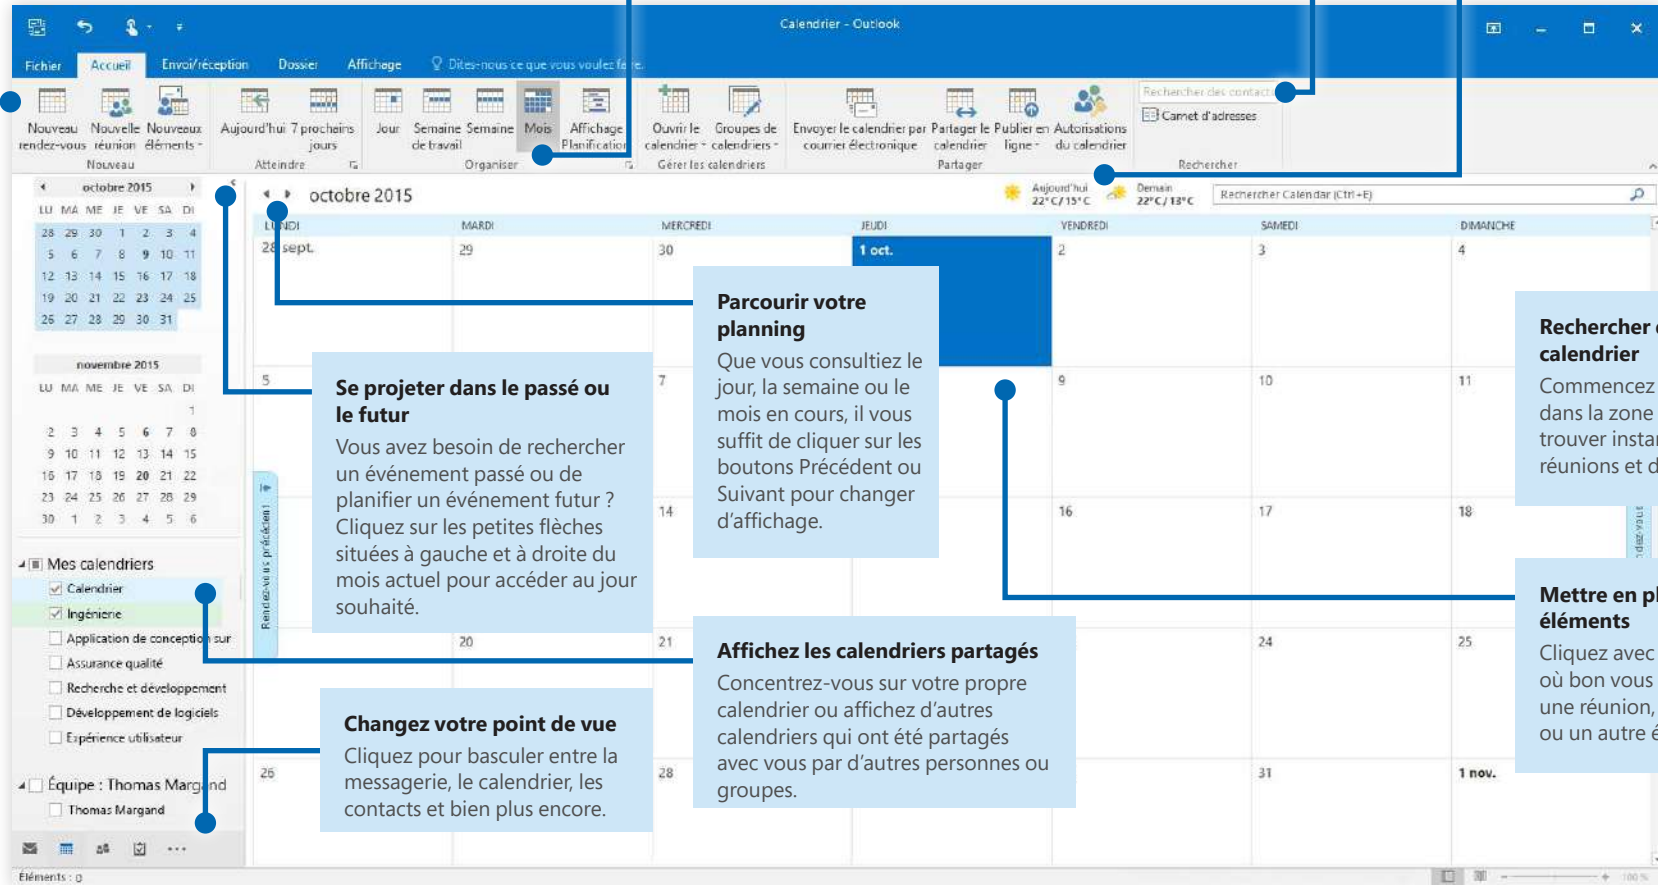 Calendrier - Outlook
Fichier Accueil Envoi/réception Dossier Affichage Dites-nous ce que vous voulez faire.
Nouveau rendez-vous
Nouvelle réunion
Nouveaux éléments
Nouveau
Aujourd'hui
7 prochains jours
Atteindre
Jour
Semaine de travail
Semaine
Mois
Affichage Planification
Organiser
Ouvrir le calendrier
Groupes de calendriers
Gérer les calendriers
Envoyer le calendrier par courrier électronique
Partager le calendrier
Publier en ligne
Autorisations du calendrier
Partager
Rechercher des contacts
Carnet d'adresses
Rechercher
octobre 2015
LU MA ME JE VE SA DI
28 29 30 1 2 3 4
5 6 7 8 9 10 11
12 13 14 15 16 17 18
19 20 21 22 23 24 25
26 27 28 29 30 31
novembre 2015
LU MA ME JE VE SA DI
1
2 3 4 5 6 7 8
9 10 11 12 13 14 15
16 17 18 19 20 21 22
23 24 25 26 27 28 29
30 1 2 3 4 5 6
Mes calendriers
Calendrier
Ingénierie
Application de conception sur
Assurance qualité
Recherche et développement
Développement de logiciels
Expérience utilisateur
Équipe : Thomas Margand
Thomas Margand
Éléments : 0
octobre 2015
Aujourd'hui
22°C/15°C
Demain
22°C/13°C
Rechercher Calendar (Ctrl+E)
LUNDI MARDI MERCREDI JEUDI VENDREDI SAMEDI DIMANCHE
28 sept. 29 30 1 oct. 2 3 4
5 7 9 10 11
14 16 17 18
20 21 24 25
26 28 31 1 nov.
Rendez-vous précédent
Parcourir votre
planning
Que vous consultiez le
jour, la semaine ou le
mois en cours, il vous
suffit de cliquer sur les
boutons Précédent ou
Suivant pour changer
d'affichage.
Se projeter dans le passé ou
le futur
Vous avez besoin de rechercher
un événement passé ou de
planifier un événement futur ?
Cliquez sur les petites flèches
situées à gauche et à droite du
mois actuel pour accéder au jour
souhaité.
Affichez les calendriers partagés
Concentrez-vous sur votre propre
calendrier ou affichez d'autres
calendriers qui ont été partagés
avec vous par d'autres personnes ou
groupes.
Changez votre point de vue
Cliquez pour basculer entre la
messagerie, le calendrier, les
contacts et bien plus encore.
Rechercher
calendrier
Commencez
dans la zone
trouver
réunions et
Mettre en
éléments
Cliquez avec
où bon vous
une réunion,
ou un autre
100 %